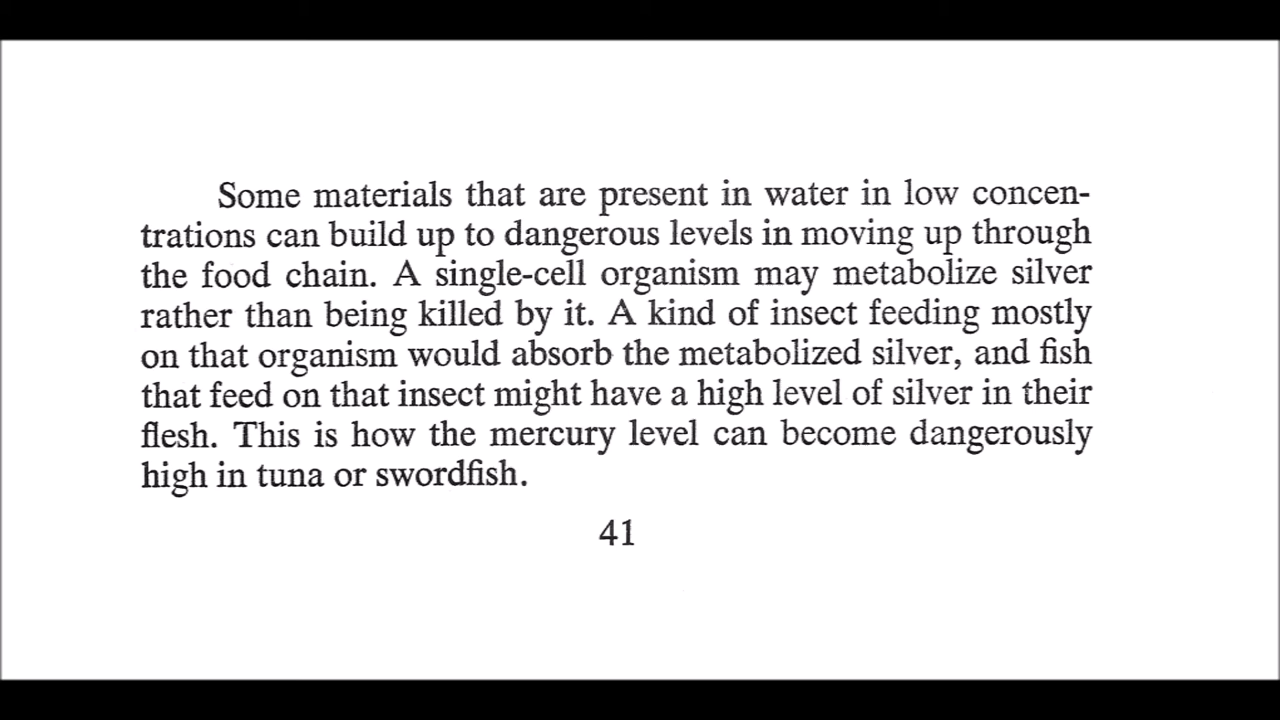 Some materials that are present in water in low concen-
trations can build up to dangerous levels in moving up through
the food chain. A single-cell organism may metabolize silver
rather than being killed by it. A kind of insect feeding mostly
on that organism would absorb the metabolized silver, and fish
that feed on that insect might have a high level of silver in their
flesh. This is how the mercury level can become dangerously
high in tuna or swordfish.
41